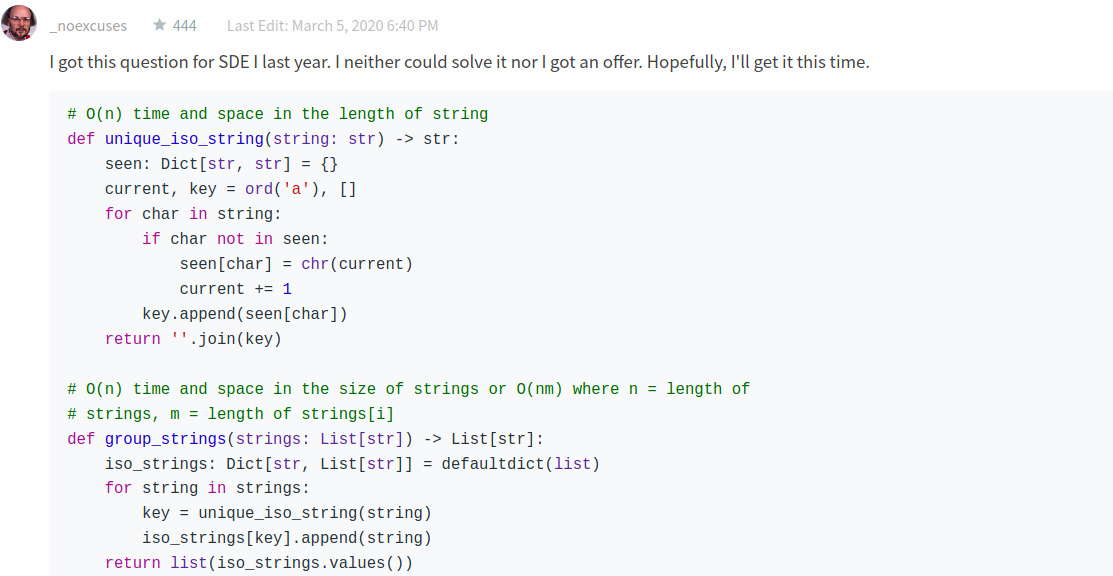 _noexcuses ★ 444 Last Edit: March 5, 2020 6:40 PM
I got this question for SDE I last year. I neither could solve it nor I got an offer. Hopefully, I'll get it this time.
# O(n) time and space in the length of string
def unique_iso_string(string: str) -> str:
    seen: Dict[str, str] = {}
    current, key = ord('a'), []
    for char in string:
        if char not in seen:
            seen[char] = chr(current)
            current += 1
        key.append(seen[char])
    return ''.join(key)

# O(n) time and space in the size of strings or O(nm) where n = length of
# strings, m = length of strings[i]
def group_strings(strings: List[str]) -> List[str]:
    iso_strings: Dict[str, List[str]] = defaultdict(list)
    for string in strings:
        key = unique_iso_string(string)
        iso_strings[key].append(string)
    return list(iso_strings.values())